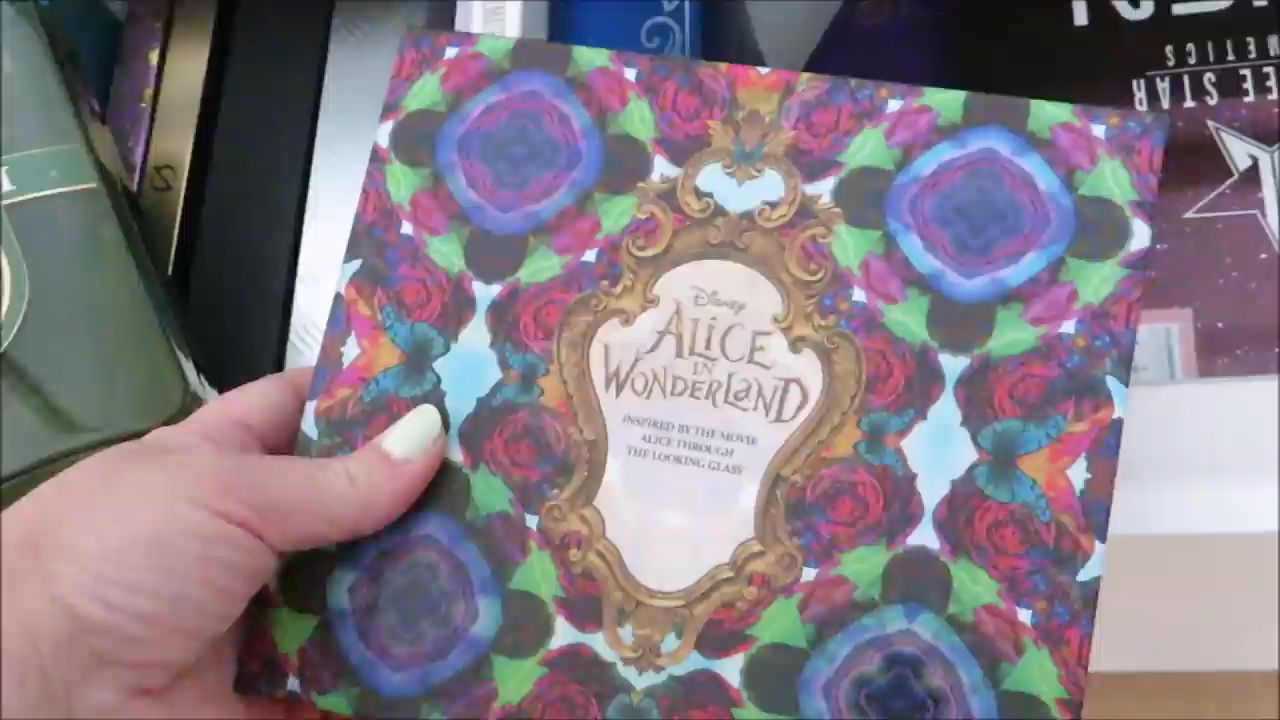 Disney
ALICE
IN
WONDERLAND
INSPIRED BY THE MOVIE
ALICE THROUGH
THE LOOKING GLASS
EE STAR
METICS